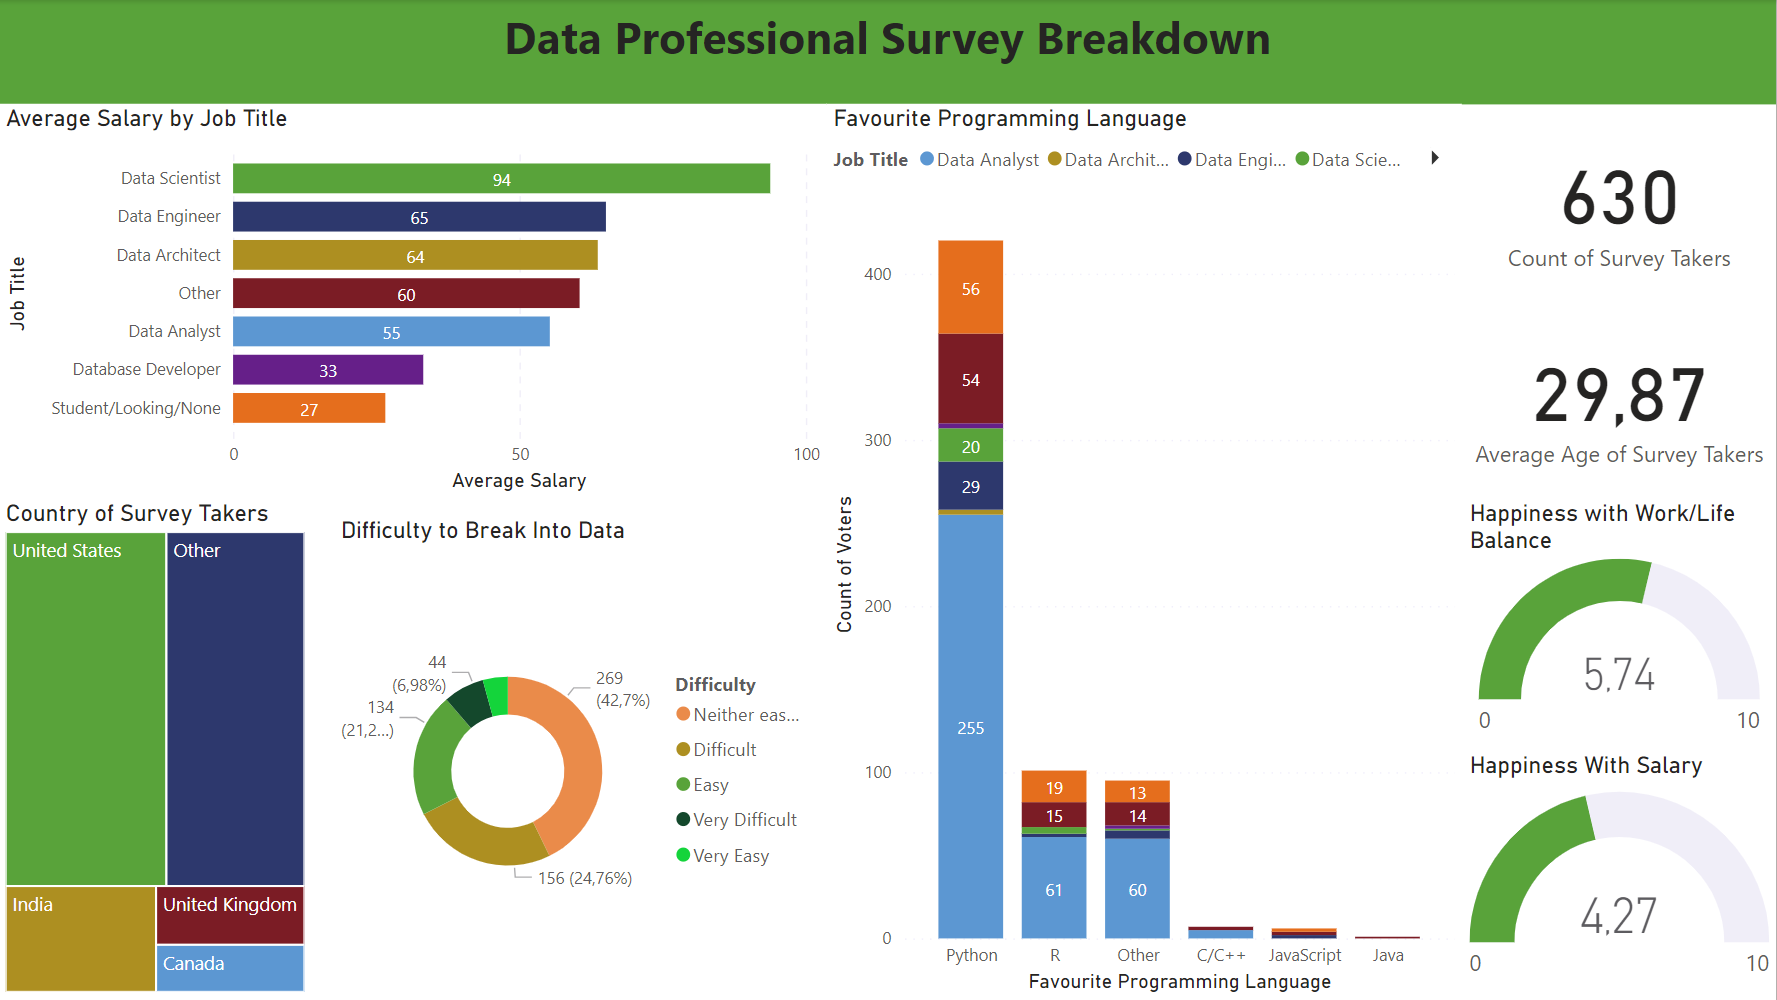 Data Professional Survey Breakdown
Average Salary by Job Title
Job Title
Data Scientist
94
Data Engineer
65
Data Architect
64
Other
60
Data Analyst
55
Database Developer
33
Student/Looking/None
27
0
50
100
Average Salary
Country of Survey Takers
United States
Other
India
United Kingdom
Canada
Difficulty to Break Into Data
44
(6,98%)
134
(21,2...)
269
(42,7%)
156 (24,76%)
Difficulty
Neither eas...
Difficult
Easy
Very Difficult
Very Easy
Favourite Programming Language
Job Title
Data Analyst
Data Archit...
Data Engi...
Data Scie...
Count of Voters
400
300
200
100
0
56
54
20
29
255
19
15
61
13
14
60
Python
R
Other
C/C++
JavaScript
Java
Favourite Programming Language
630
Count of Survey Takers
29,87
Average Age of Survey Takers
Happiness with Work/Life
Balance
5,74
0
10
Happiness With Salary
4,27
0
10